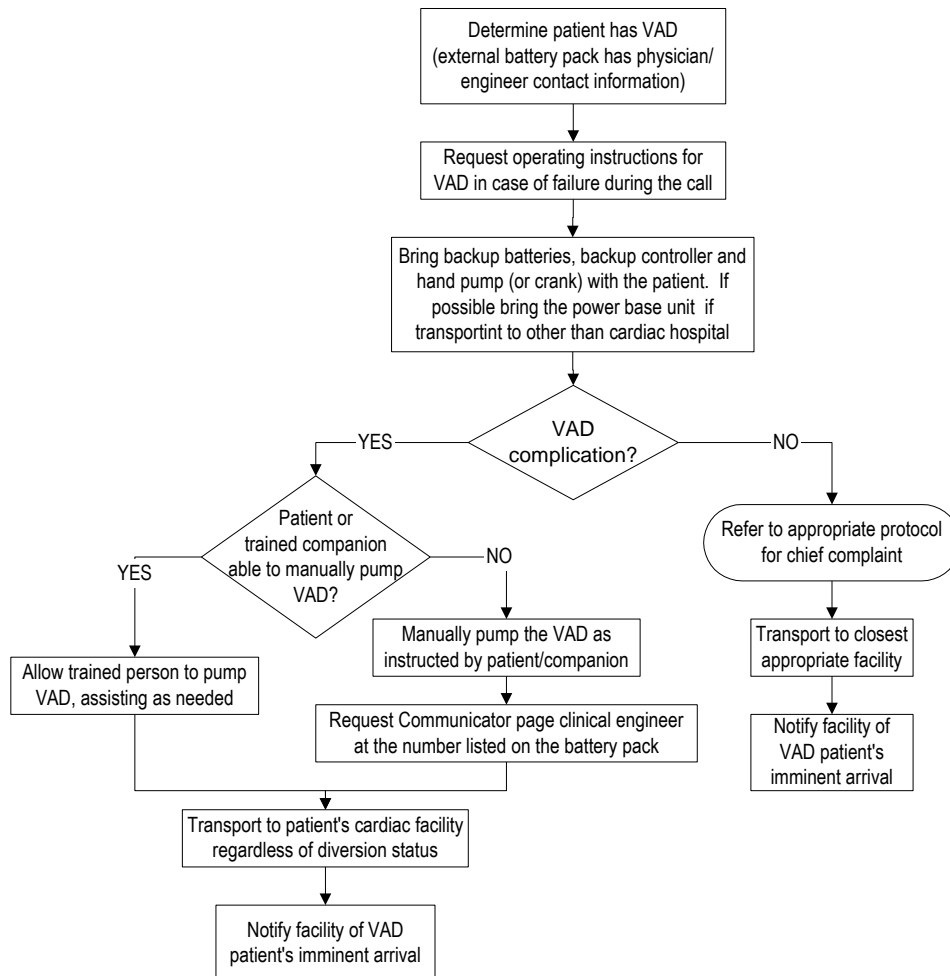 Determine patient has VAD
(external battery pack has physician/
engineer contact information)
Request operating instructions for
VAD in case of failure during the call
Bring backup batteries, backup controller and
hand pump (or crank) with the patient. If
possible bring the power base unit if
transportint to other than cardiac hospital
VAD
complication?
YES
NO
Patient or
trained companion
able to manually pump
VAD?
YES
NO
Refer to appropriate protocol
for chief complaint
Manually pump the VAD as
instructed by patient/companion
Transport to closest
appropriate facility
Allow trained person to pump
VAD, assisting as needed
Request Communicator page clinical engineer
at the number listed on the battery pack
Notify facility of
VAD patient's
imminent arrival
Transport to patient's cardiac facility
regardless of diversion status
Notify facility of VAD
patient's imminent arrival